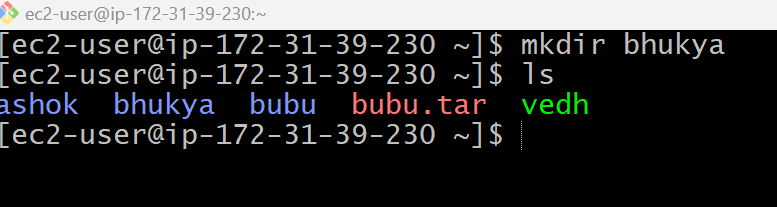 ec2-user@ip-172-31-39-230:~
[ec2-user@ip-172-31-39-230 ~]$ mkdir bhukya
[ec2-user@ip-172-31-39-230 ~]$ ls
ashok  bhukya  bubu  bubu.tar  vedh
[ec2-user@ip-172-31-39-230 ~]$